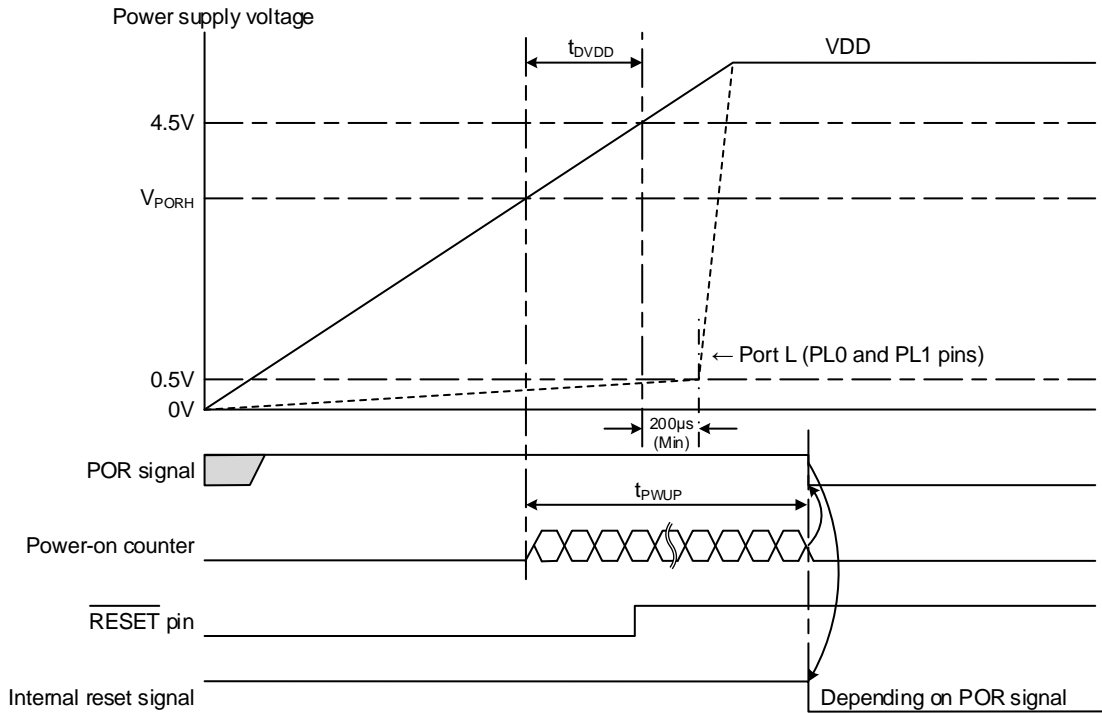 Power supply voltage
tDVDD
VDD
4.5V
VPORH
← Port L (PL0 and PL1 pins)
0.5V
0V
200µs
(Min)
POR signal
tPWUP
Power-on counter
RESET pin
Internal reset signal
Depending on POR signal